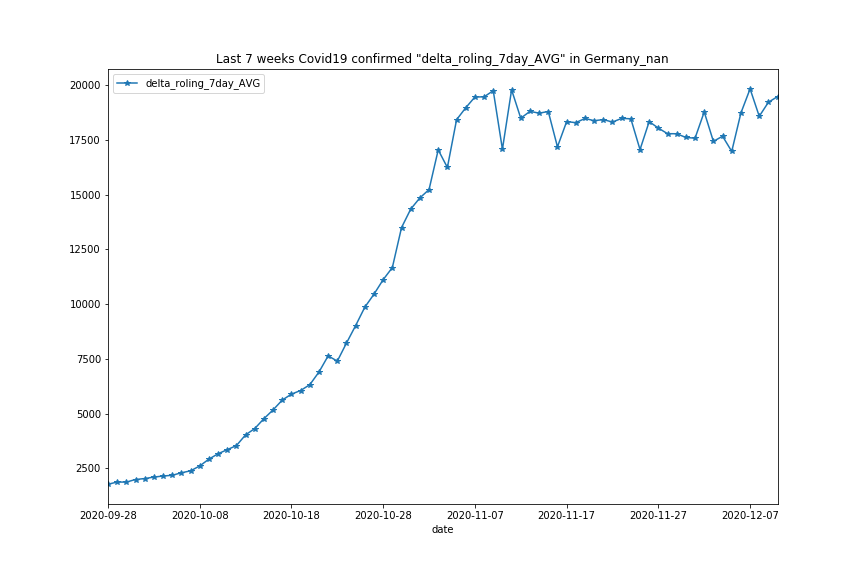 Last 7 weeks Covid19 confirmed "delta_roling_7day_AVG" in Germany_nan
delta_roling_7day_AVG
20000
17500
15000
12500
10000
7500
5000
2500
2020-09-28 2020-10-08 2020-10-18 2020-10-28 2020-11-07 2020-11-17 2020-11-27 2020-12-07
date